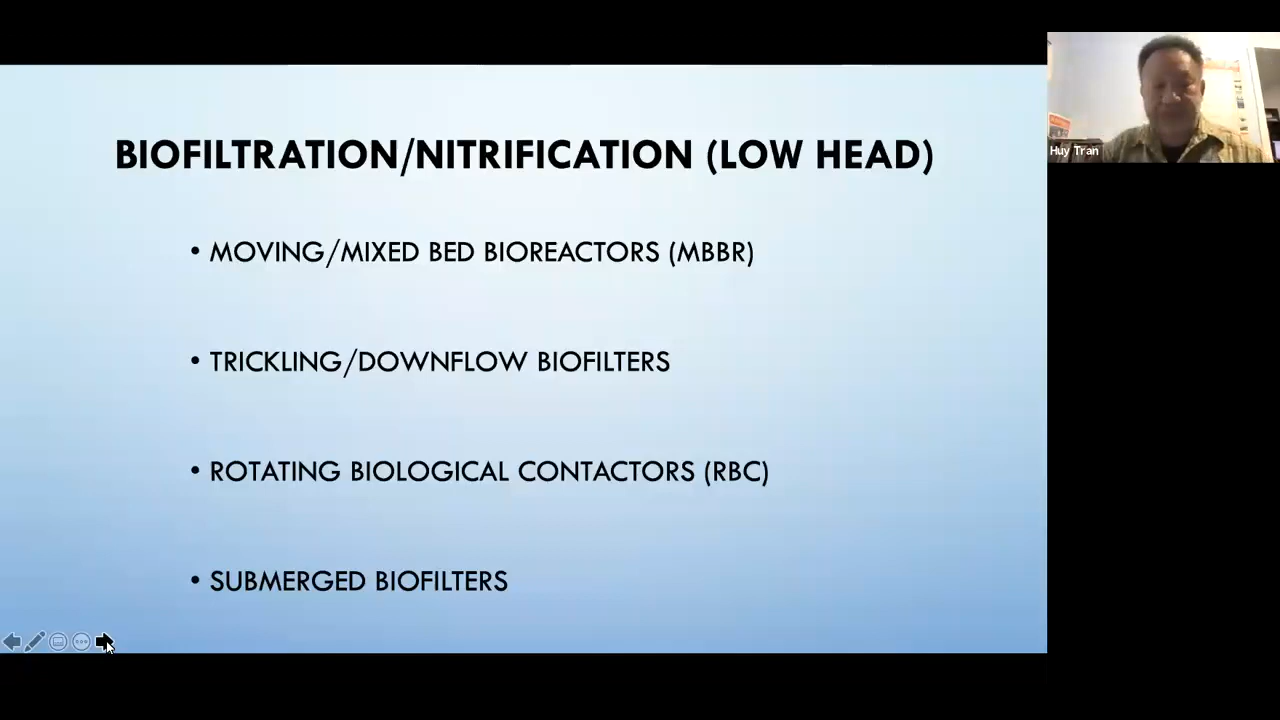 BIOFILTRATION/NITRIFICATION (LOW HEAD)
• MOVING/MIXED BED BIOREACTORS (MBBR)
• TRICKLING/DOWNFLOW BIOFILTERS
• ROTATING BIOLOGICAL CONTACTORS (RBC)
• SUBMERGED BIOFILTERS
Huy Tran